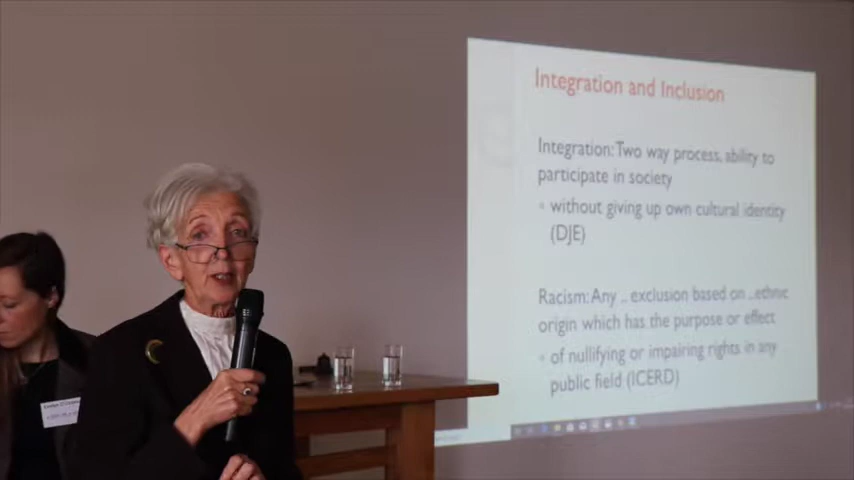 Integration and Inclusion
Integration: Two way process, ability to
participate in society
without giving up own cultural identity
(DJE)
Racism: Any .. exclusion based on ..ethnic
origin which has the purpose or effect
of nullifying or impairing rights in any
public field (ICERD)